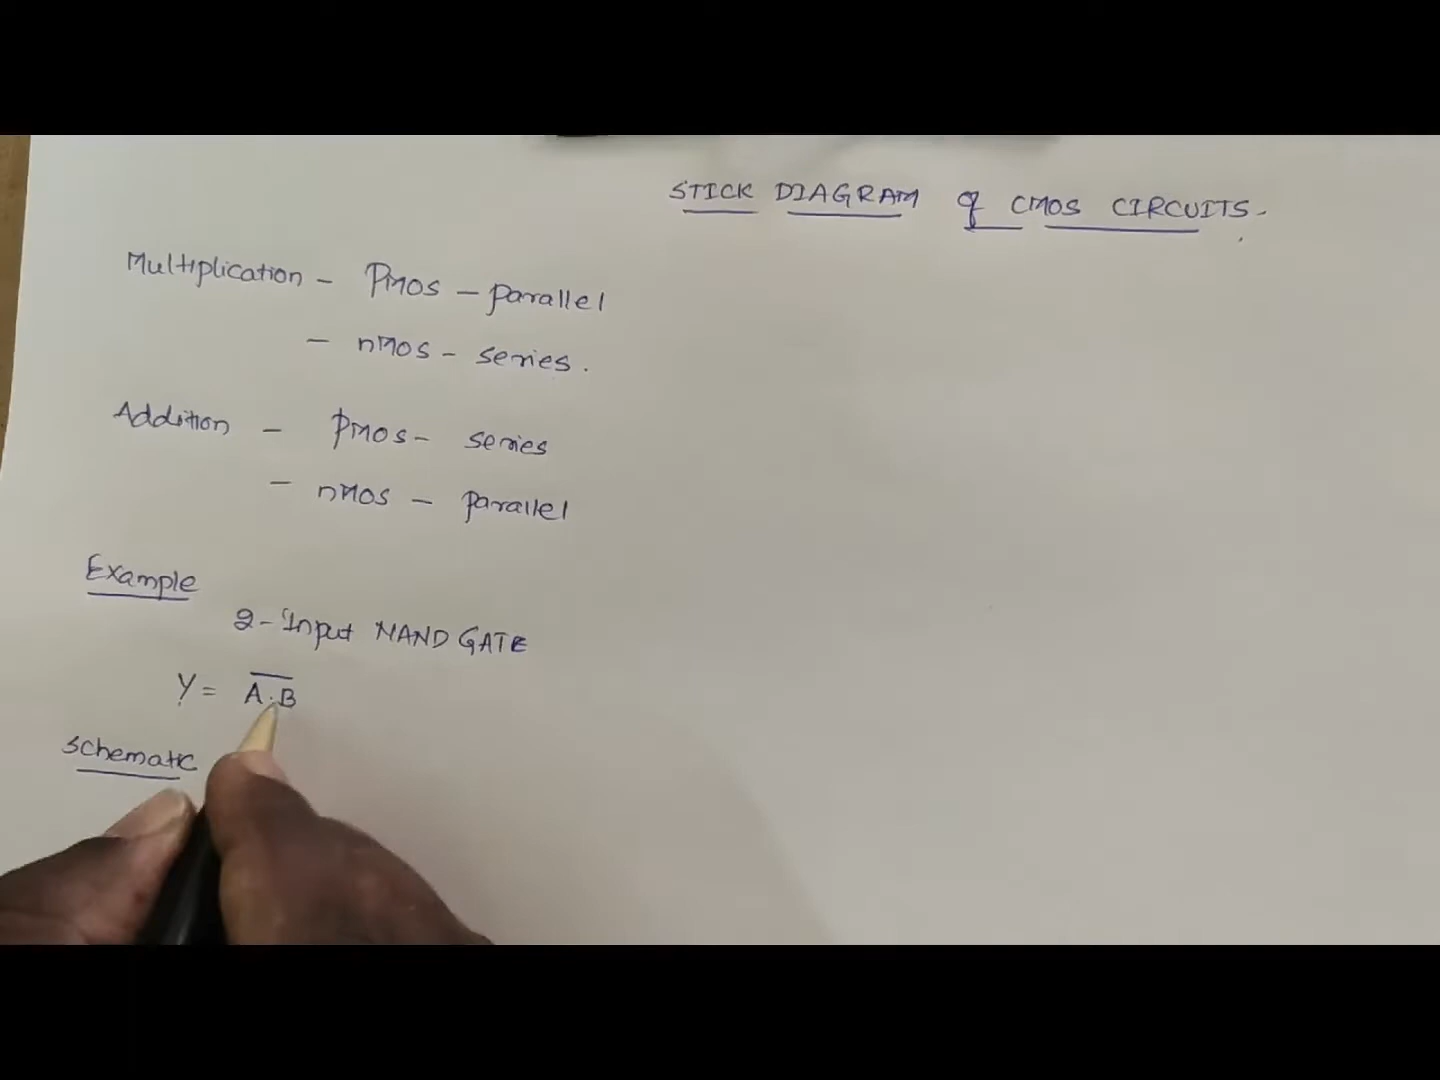 STICK DIAGRAM of CMOS CIRCUITS.
Multiplication - PMOS - parallel
- nMOS - series.
Addition - PMOS - series
- nMOS - parallel
Example
2-Input NAND GATE
Y = \overline{A.B}
Schematic